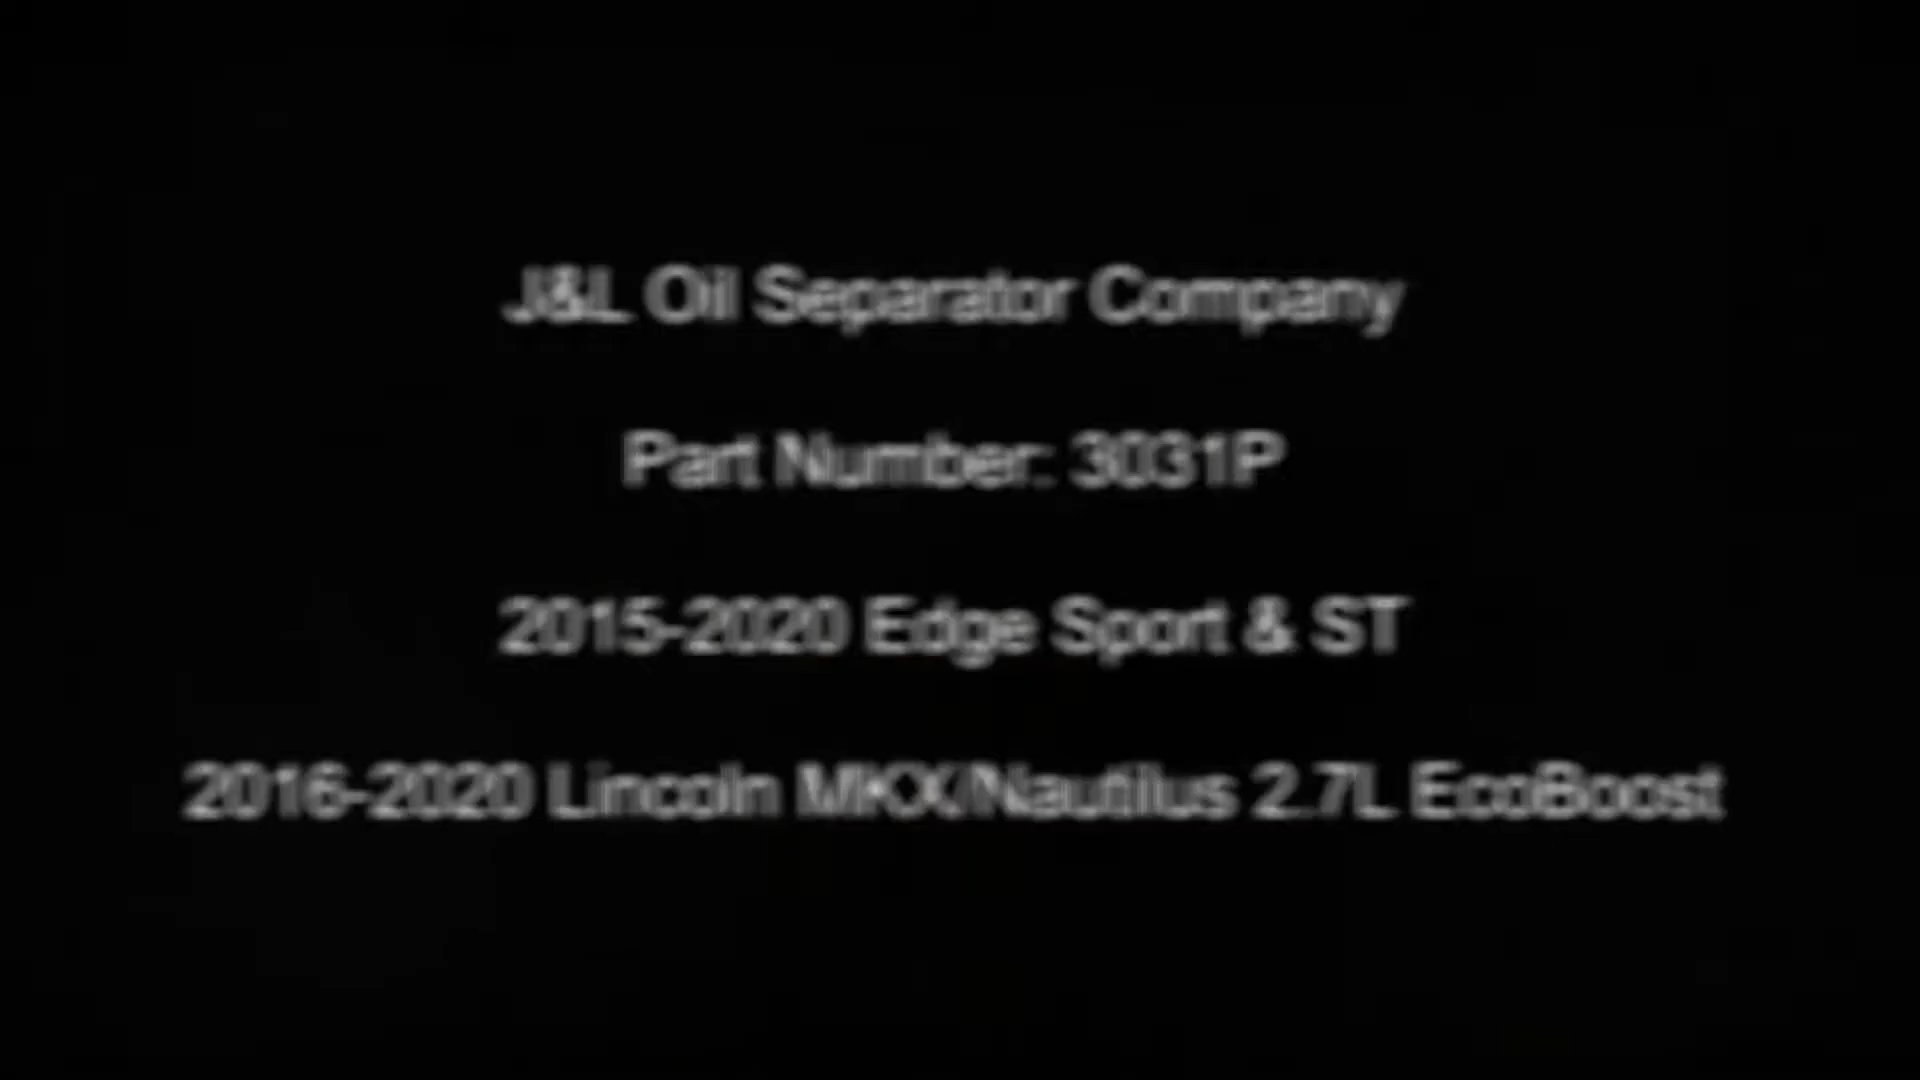 J&L Oil Separator Company
Part Number: 3031P
2015-2020 Edge Sport & ST
2016-2020 Lincoln MKX/Nautilus 2.7L EcoBoost